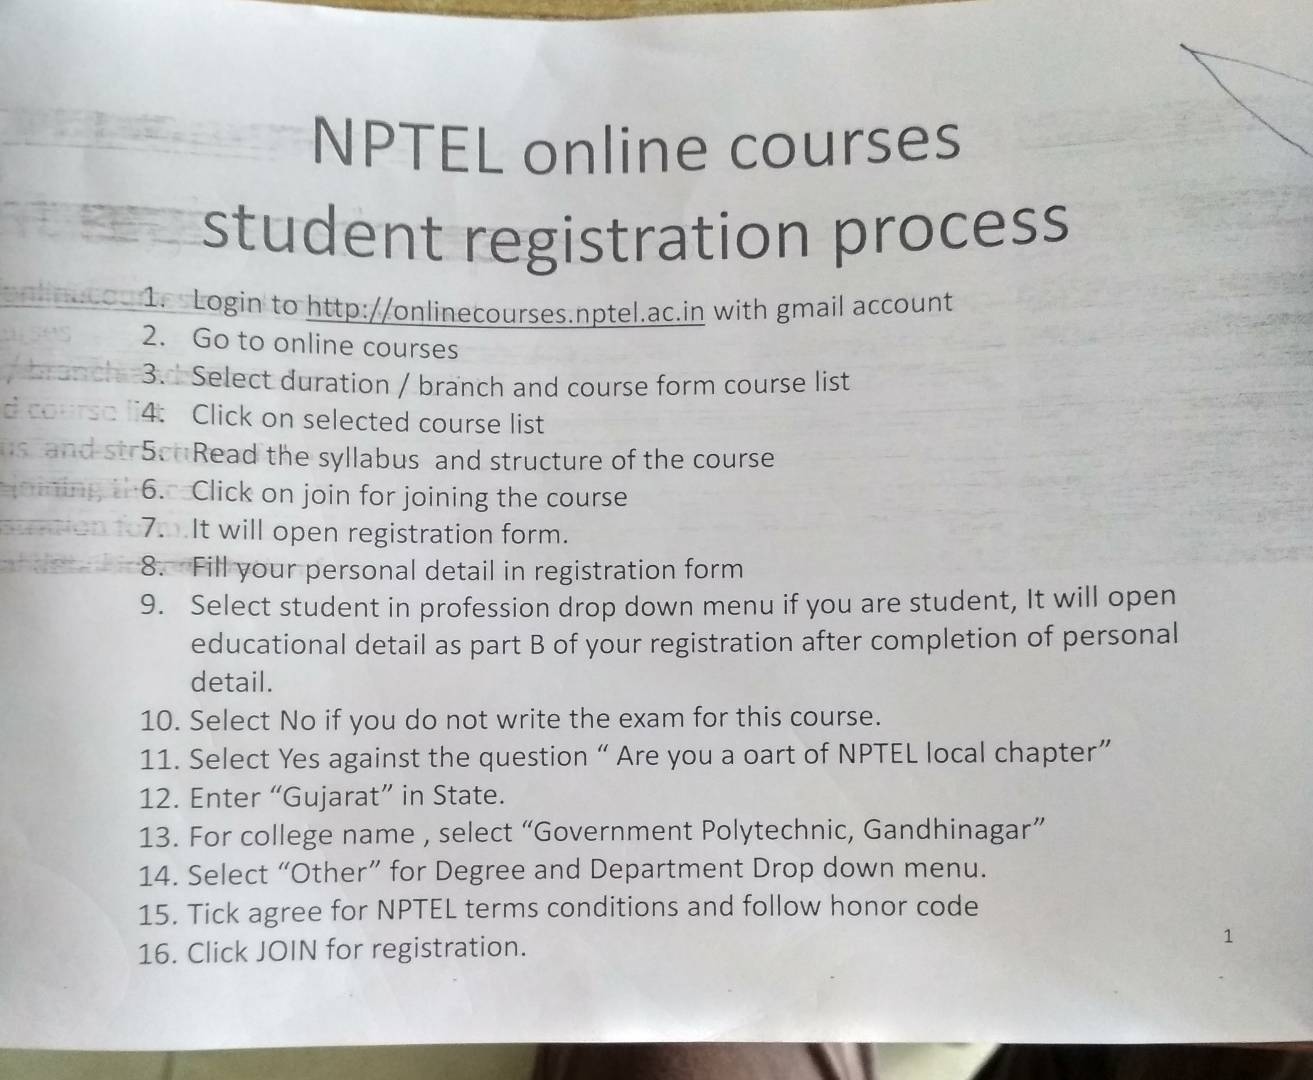 NPTEL online courses
student registration process
1. Login to http://onlinecourses.nptel.ac.in with gmail account
2. Go to online courses
3. Select duration / branch and course form course list
4. Click on selected course list
5. Read the syllabus and structure of the course
6. Click on join for joining the course
7. It will open registration form.
8. Fill your personal detail in registration form
9. Select student in profession drop down menu if you are student, It will open
educational detail as part B of your registration after completion of personal
detail.
10. Select No if you do not write the exam for this course.
11. Select Yes against the question “ Are you a oart of NPTEL local chapter”
12. Enter “Gujarat” in State.
13. For college name , select “Government Polytechnic, Gandhinagar”
14. Select “Other” for Degree and Department Drop down menu.
15. Tick agree for NPTEL terms conditions and follow honor code
16. Click JOIN for registration.
1